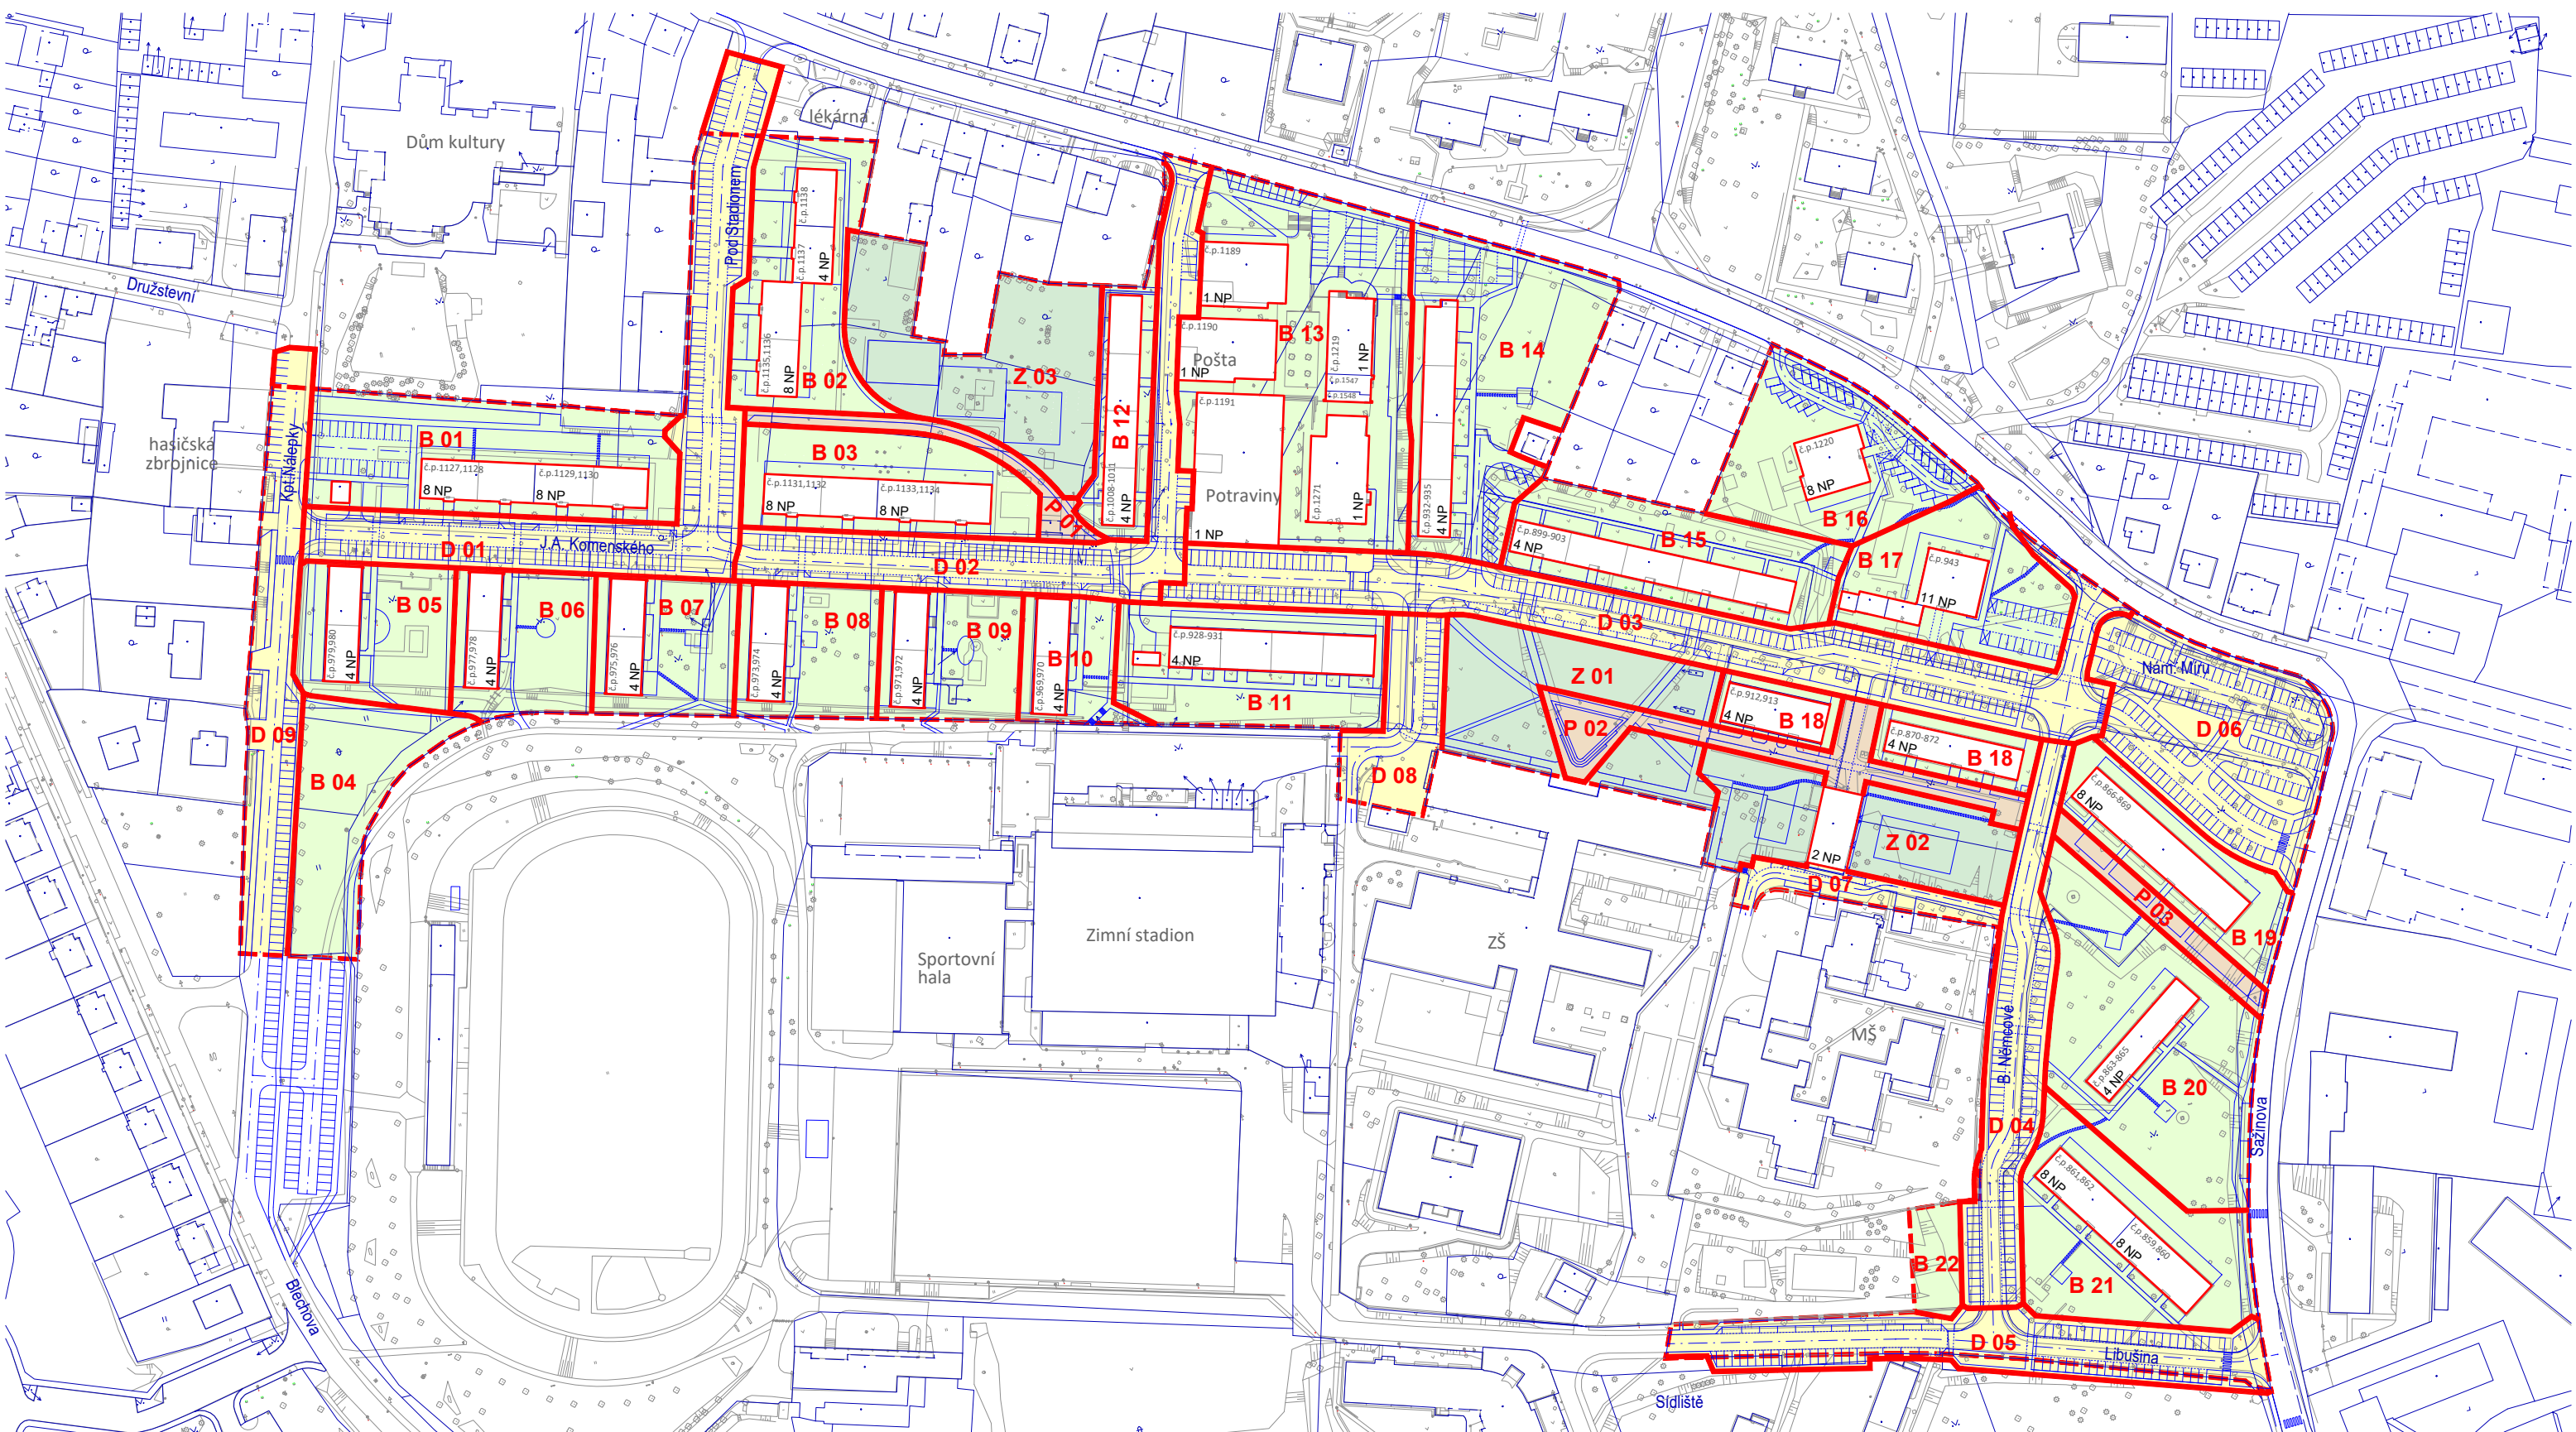 lékárna
Dům kultury
Družstevní
hasičská
zbrojnice
Kpt.Nálepky
Pod Stadionem
č.p.1138
č.p.1137
4 NP
č.p.1135,1136
8 NP
B 02
Z 03
B 12
č.p.1008-1011
4 NP
č.p.1189
1 NP
č.p.1190
Pošta
1 NP
B 13
č.p.1219
1 NP
č.p.1547
č.p.1548
č.p.1191
Potraviny
1 NP
č.p.1271
1 NP
č.p.932-935
4 NP
B 14
č.p.1220
8 NP
B 16
B 01
č.p.1127,1128
8 NP
č.p.1129,1130
8 NP
B 03
č.p.1131,1132
8 NP
č.p.1133,1134
8 NP
P 01
D 01
J.A. Komenského
D 02
č.p.899-903
4 NP
B 15
B 17
č.p.943
11 NP
D 03
č.p.979,980
4 NP
B 05
č.p.977,978
4 NP
B 06
č.p.975,976
4 NP
B 07
č.p.973,974
4 NP
B 08
č.p.971,972
4 NP
B 09
č.p.969,970
4 NP
B 10
č.p.928-931
4 NP
B 11
Z 01
P 02
č.p.912,913
4 NP
B 18
č.p.870-872
4 NP
B 18
Nám. Míru
D 06
D 09
B 04
D 08
Z 02
2 NP
D 07
č.p.866-869
8 NP
P 03
B 19
Zimní stadion
Sportovní
hala
ZŠ
MŠ
B. Němcové
D 04
č.p.863-865
4 NP
B 20
Sažinova
č.p.861,862
8 NP
č.p.859,860
8 NP
B 21
B 22
D 05
Libušina
Sídliště
Blechova